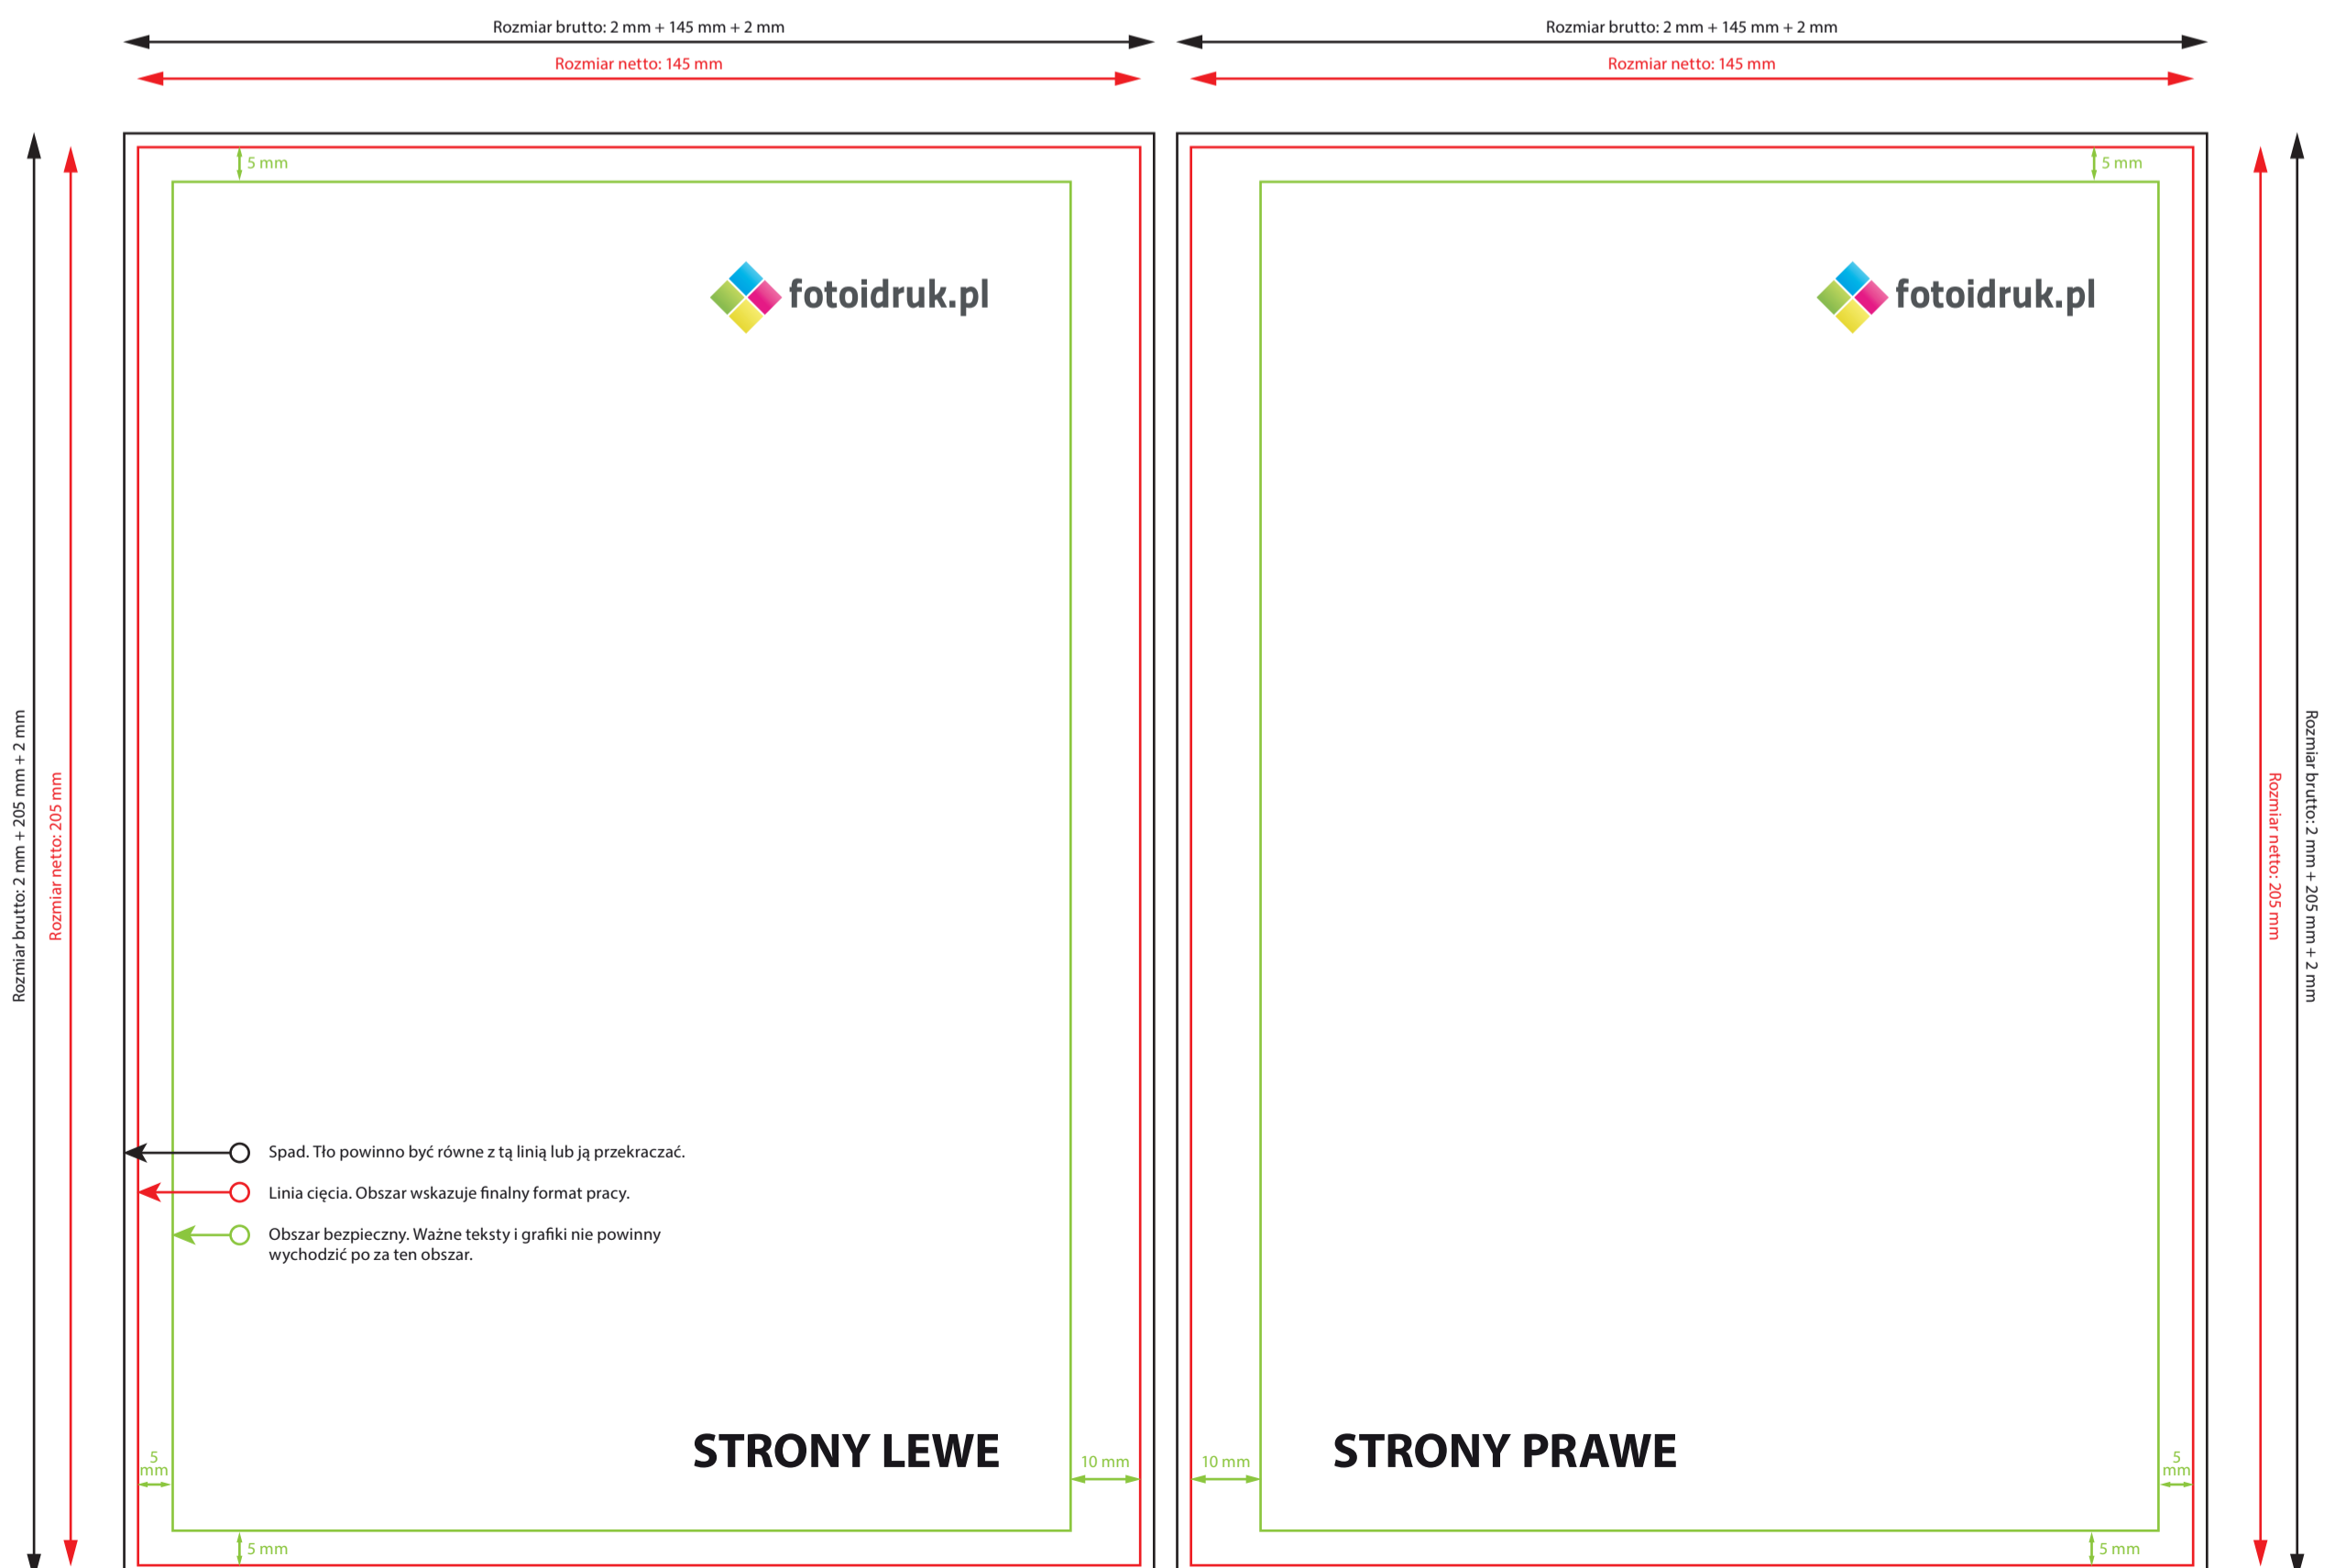 Rozmiar brutto: 2 mm + 145 mm + 2 mm
Rozmiar netto: 145 mm
Rozmiar brutto: 2 mm + 145 mm + 2 mm
Rozmiar netto: 145 mm
Rozmiar brutto: 2 mm + 205 mm + 2 mm
Rozmiar netto: 205 mm
5 mm
fotoidruk.pl
Spad. Tło powinno być równe z tą linią lub ją przekraczać.
Linia cięcia. Obszar wskazuje finalny format pracy.
Obszar bezpieczny. Ważne teksty i grafiki nie powinny
wychodzić po za ten obszar.
STRONY LEWE
5
mm
10 mm
5 mm
5 mm
fotoidruk.pl
STRONY PRAWE
10 mm
5
mm
5 mm
Rozmiar netto: 205 mm
Rozmiar brutto: 2 mm + 205 mm + 2 mm